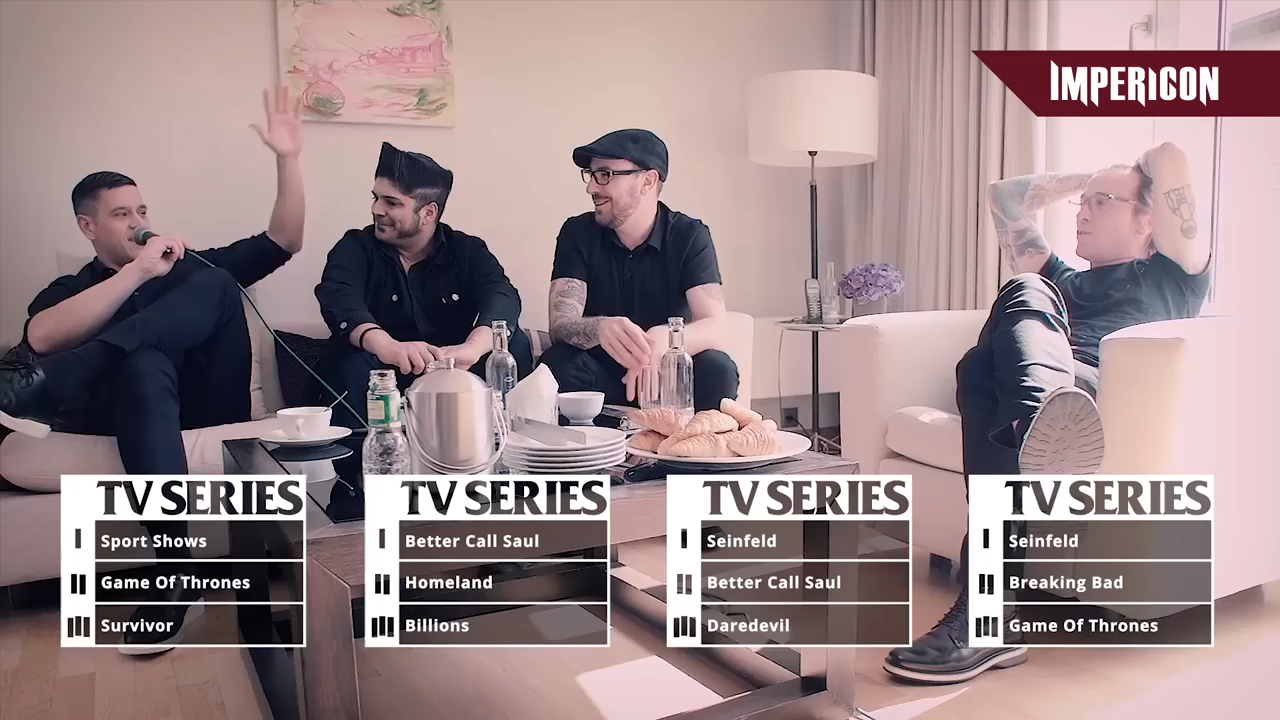 IMPERICON
TV SERIES
I Sport Shows
II Game Of Thrones
III Survivor
TV SERIES
I Better Call Saul
II Homeland
III Billions
TV SERIES
I Seinfeld
II Better Call Saul
III Daredevil
TV SERIES
I Seinfeld
II Breaking Bad
III Game Of Thrones